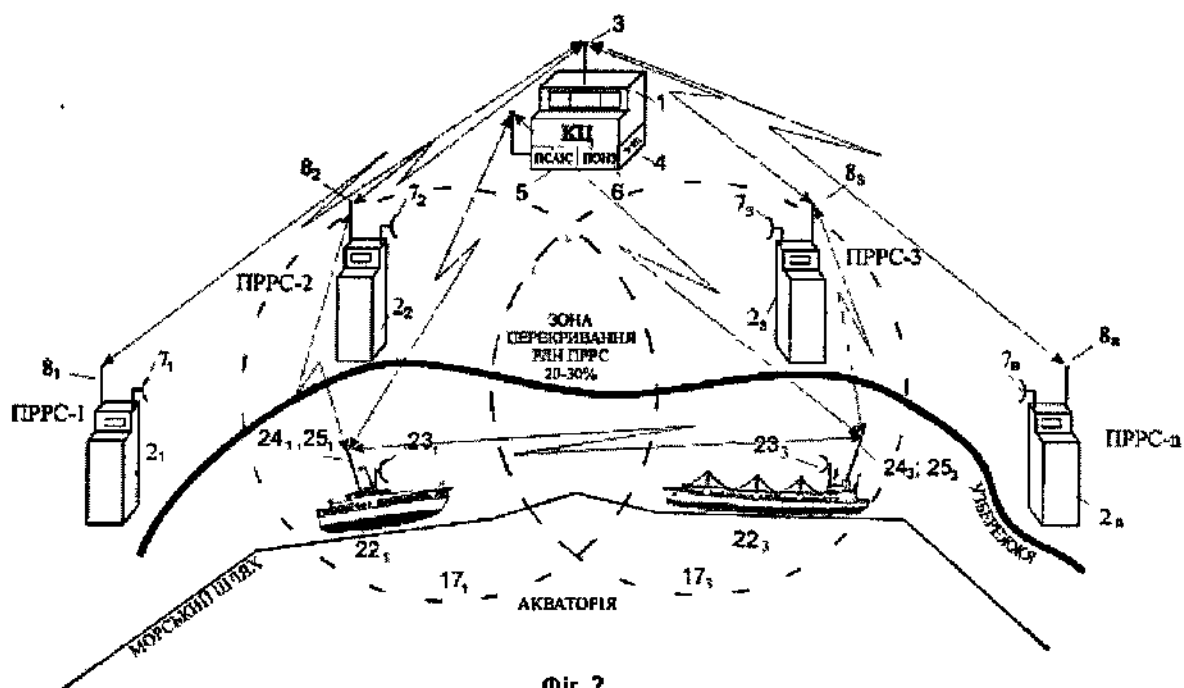 3
1
КЦ
ПСАІС ПОНЗ
4
5 6
8₂
7₂
7₃
8₃
ПРРС-2
2₂
ПРРС-3
2₃
ЗОНА
ПЕРЕКРИВАННЯ
РЛН ПРРС
20-30%
8₁
7₁
ПРРС-1
2₁
7ₙ
8ₙ
ПРРС-n
2ₙ
24₁, 25₁
23₁
23₃
24₃; 25₃
УЗБЕРЕЖЖЯ
22₁
22₃
17₁
17₃
АКВАТОРІЯ
МОРСЬКИЙ ШЛЯХ
Фіг. 2